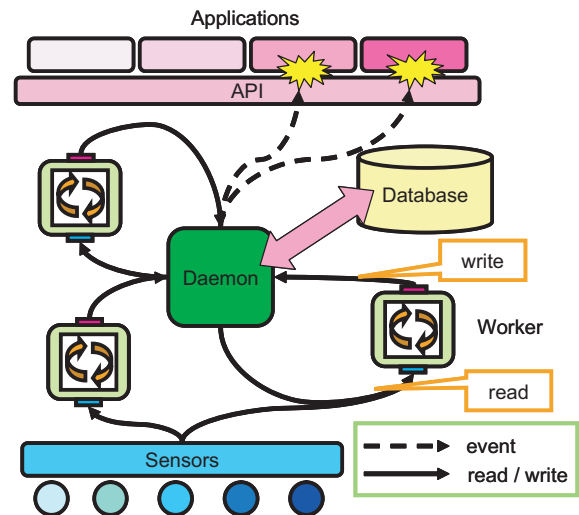 Applications
API
Database
Daemon
write
Worker
read
Sensors
event
read / write